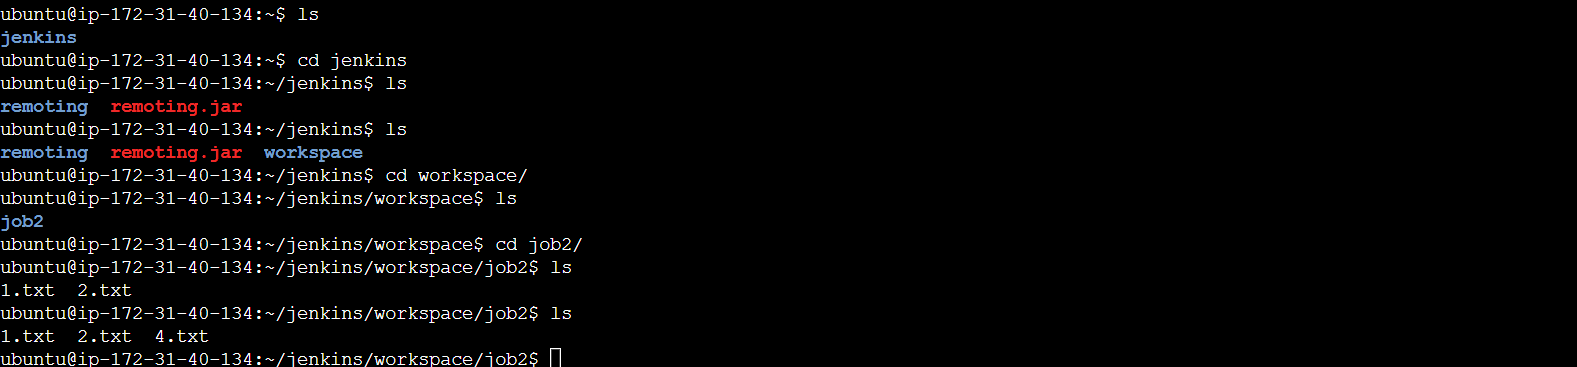 ubuntu@ip-172-31-40-134:~$ ls
jenkins
ubuntu@ip-172-31-40-134:~$ cd jenkins
ubuntu@ip-172-31-40-134:~/jenkins$ ls
remoting  remoting.jar
ubuntu@ip-172-31-40-134:~/jenkins$ ls
remoting  remoting.jar  workspace
ubuntu@ip-172-31-40-134:~/jenkins$ cd workspace/
ubuntu@ip-172-31-40-134:~/jenkins/workspace$ ls
job2
ubuntu@ip-172-31-40-134:~/jenkins/workspace$ cd job2/
ubuntu@ip-172-31-40-134:~/jenkins/workspace/job2$ ls
1.txt  2.txt
ubuntu@ip-172-31-40-134:~/jenkins/workspace/job2$ ls
1.txt  2.txt  4.txt
ubuntu@ip-172-31-40-134:~/jenkins/workspace/job2$